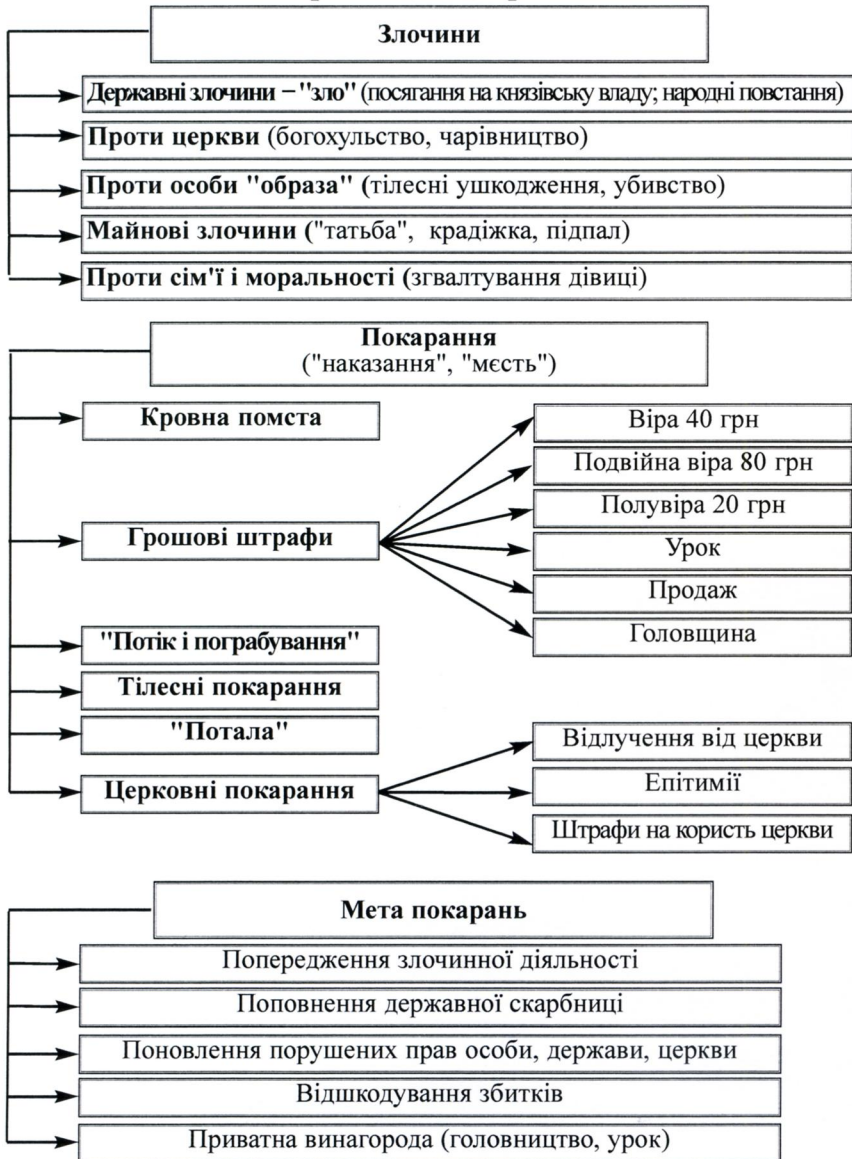 Злочини
Державні злочини – "зло" (посягання на князівську владу; народні повстання)
Проти церкви (богохульство, чарівництво)
Проти особи "образа" (тілесні ушкодження, убивство)
Майнові злочини ("татьба", крадіжка, підпал)
Проти сім'ї і моральності (згвалтування дівиці)
Покарання
("наказання", "мєсть")
Кровна помста
Грошові штрафи
Віра 40 грн
Подвійна віра 80 грн
Полувіра 20 грн
Урок
Продаж
Головщина
"Потік і пограбування"
Тілесні покарання
"Потала"
Церковні покарання
Відлучення від церкви
Епітимії
Штрафи на користь церкви
Мета покарань
Попередження злочинної діяльності
Поповнення державної скарбниці
Поновлення порушених прав особи, держави, церкви
Відшкодування збитків
Приватна винагорода (головництво, урок)